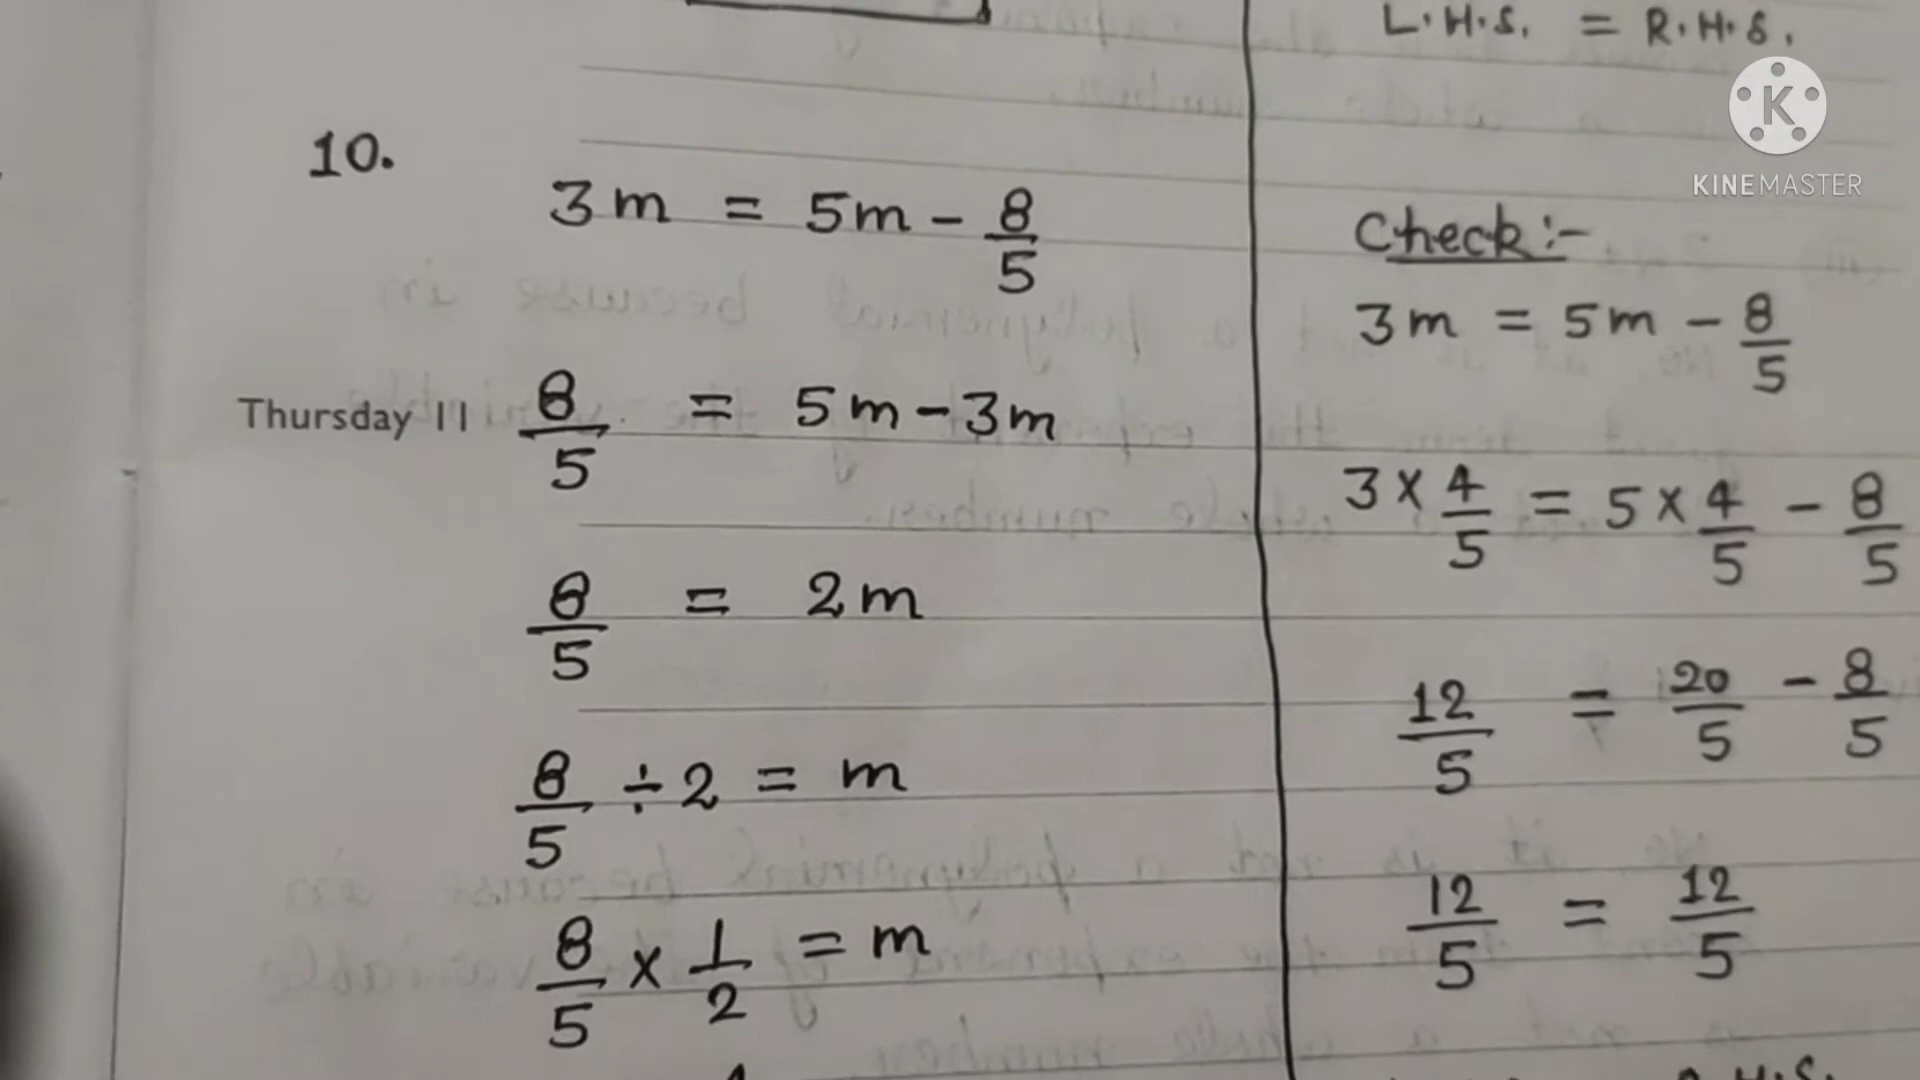 10.
3m = 5m - 8/5
Thursday 11
8/5 = 5m - 3m
8/5 = 2m
8/5 ÷ 2 = m
8/5 × 1/2 = m
L.H.S. = R.H.S.
KINEMASTER
Check:-
3m = 5m - 8/5
3 × 4/5 = 5 × 4/5 - 8/5
12/5 = 20/5 - 8/5
12/5 = 12/5